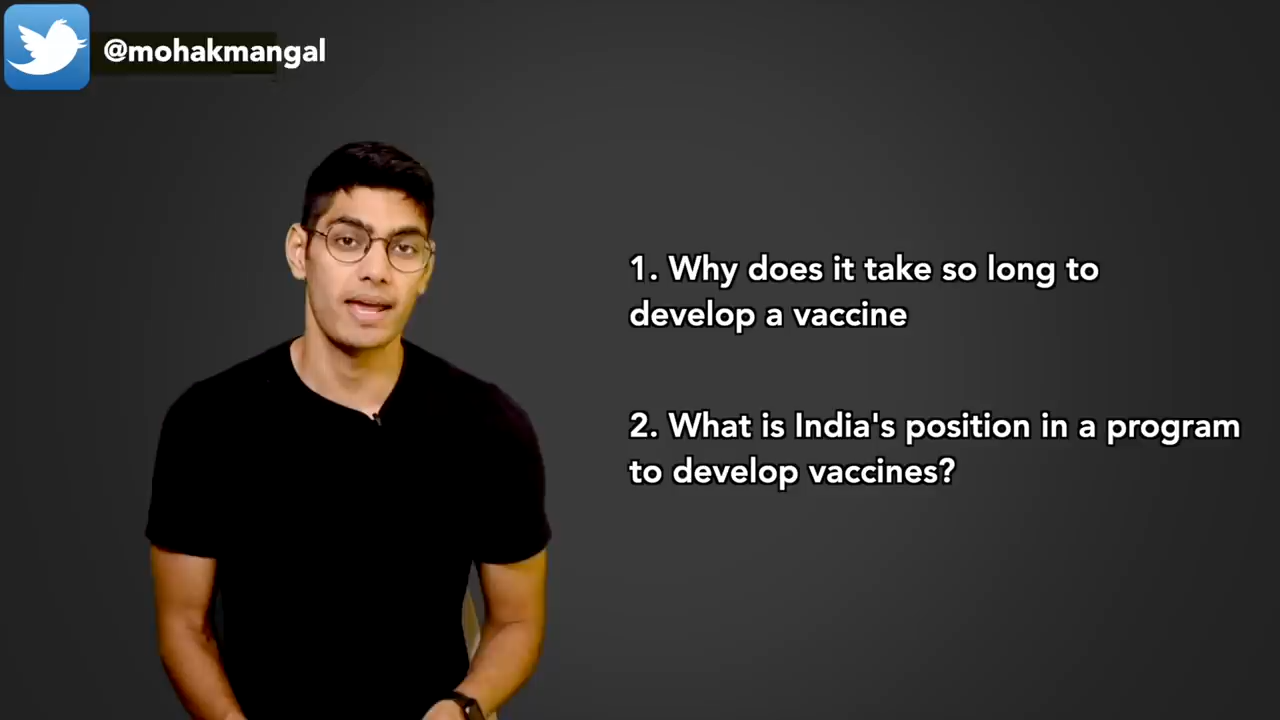 @mohakmangal
1. Why does it take so long to
develop a vaccine
2. What is India's position in a program
to develop vaccines?